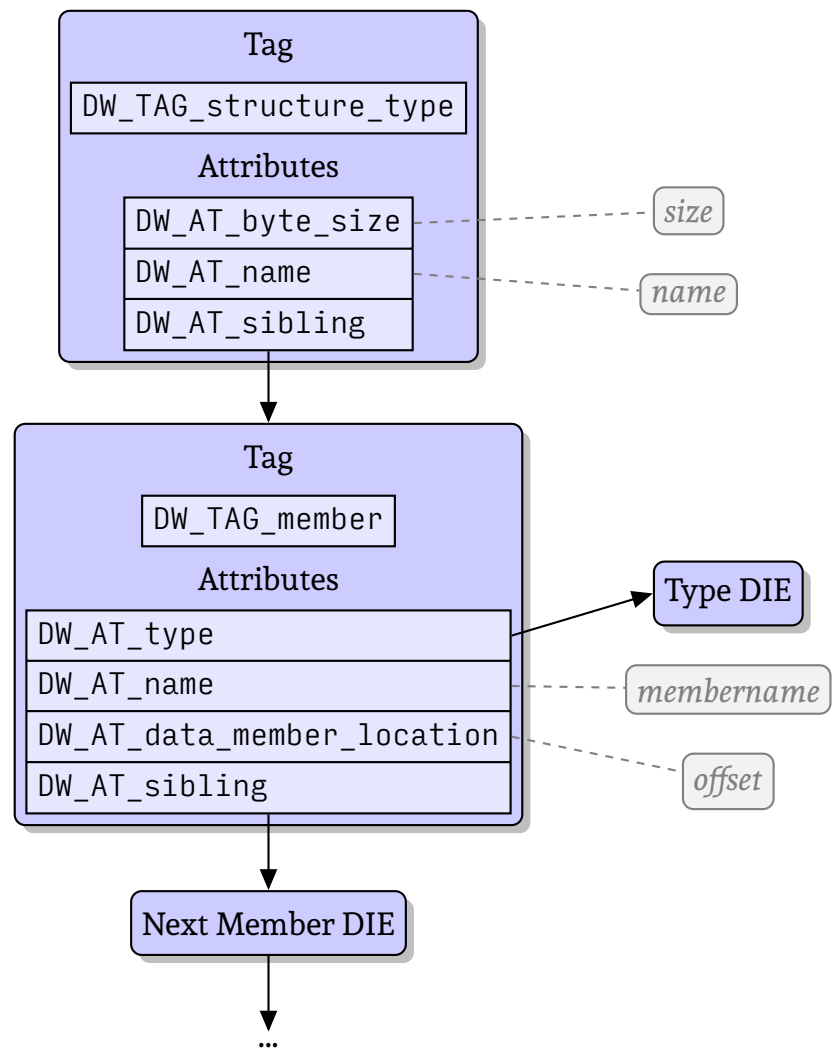 Tag
DW_TAG_structure_type
Attributes
DW_AT_byte_size
size
DW_AT_name
name
DW_AT_sibling
Tag
DW_TAG_member
Attributes
DW_AT_type
Type DIE
DW_AT_name
membername
DW_AT_data_member_location
offset
DW_AT_sibling
Next Member DIE
...